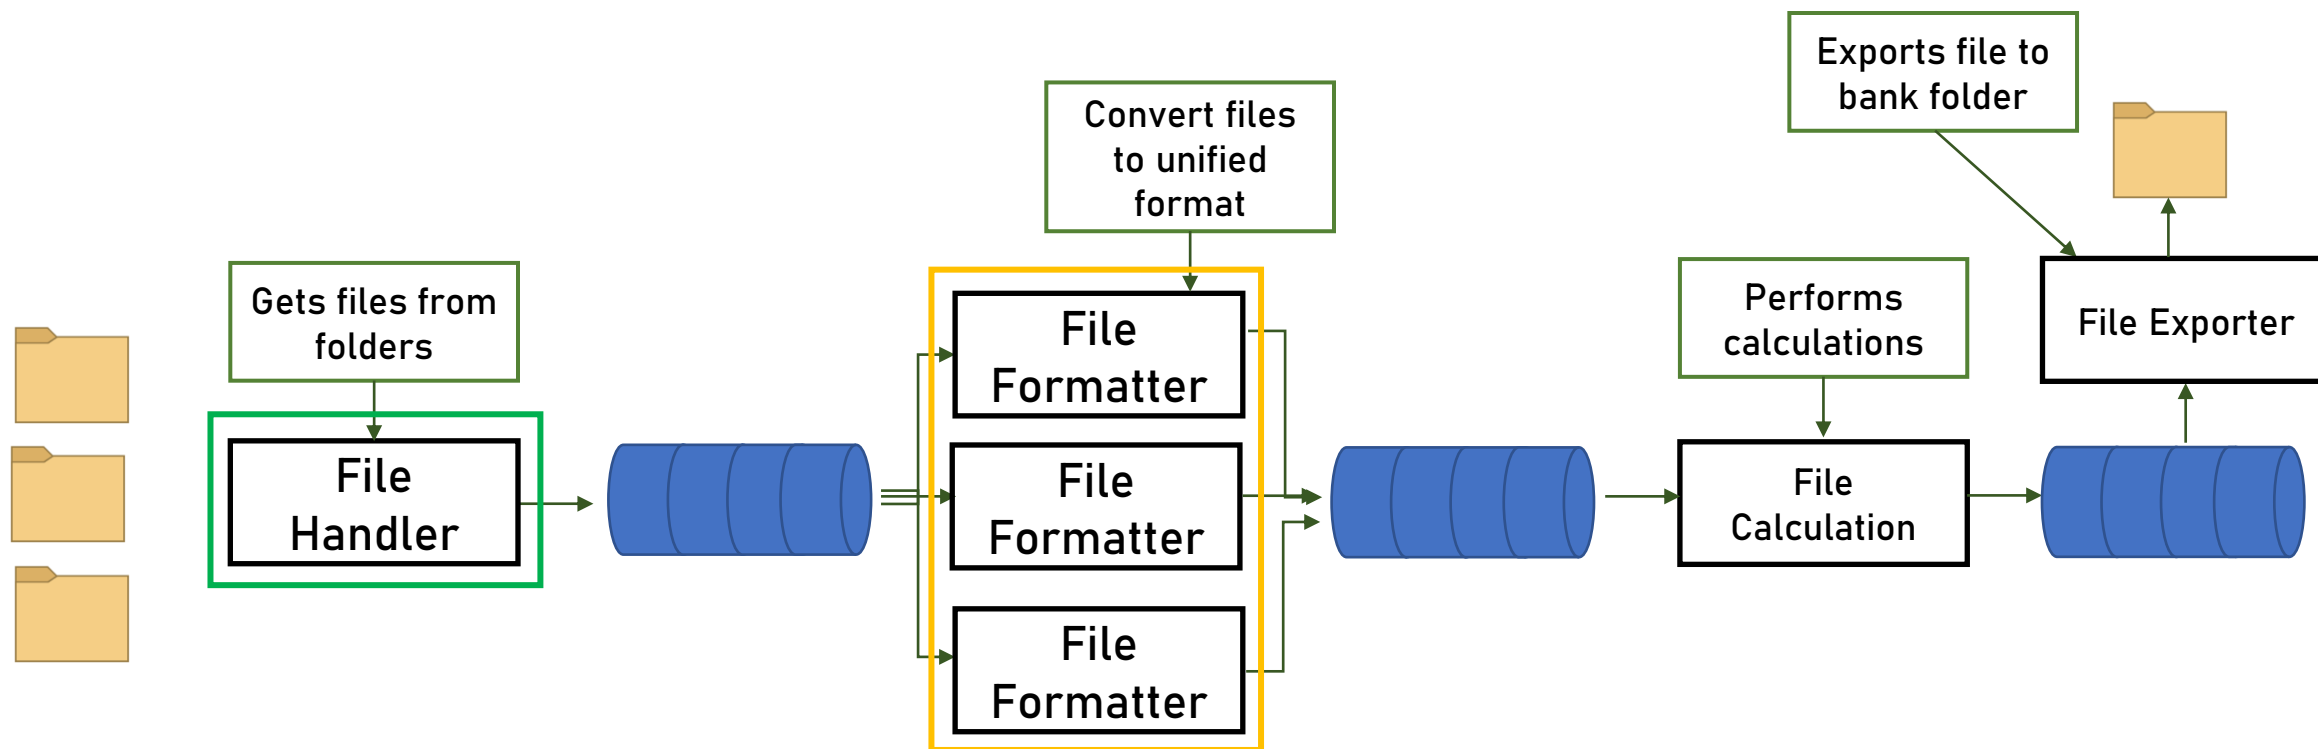 Gets files from
folders
File
Handler
Convert files
to unified
format
File
Formatter
File
Formatter
File
Formatter
Performs
calculations
File
Calculation
Exports file to
bank folder
File Exporter